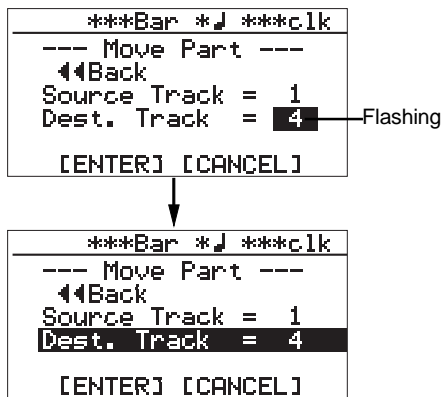 ***Bar *♩ ***clk
--- Move Part ---
◀◀Back
Source Track = 1
Dest. Track = 4
Flashing
[ENTER] [CANCEL]
***Bar *♩ ***clk
--- Move Part ---
◀◀Back
Source Track = 1
Dest. Track = 4
[ENTER] [CANCEL]